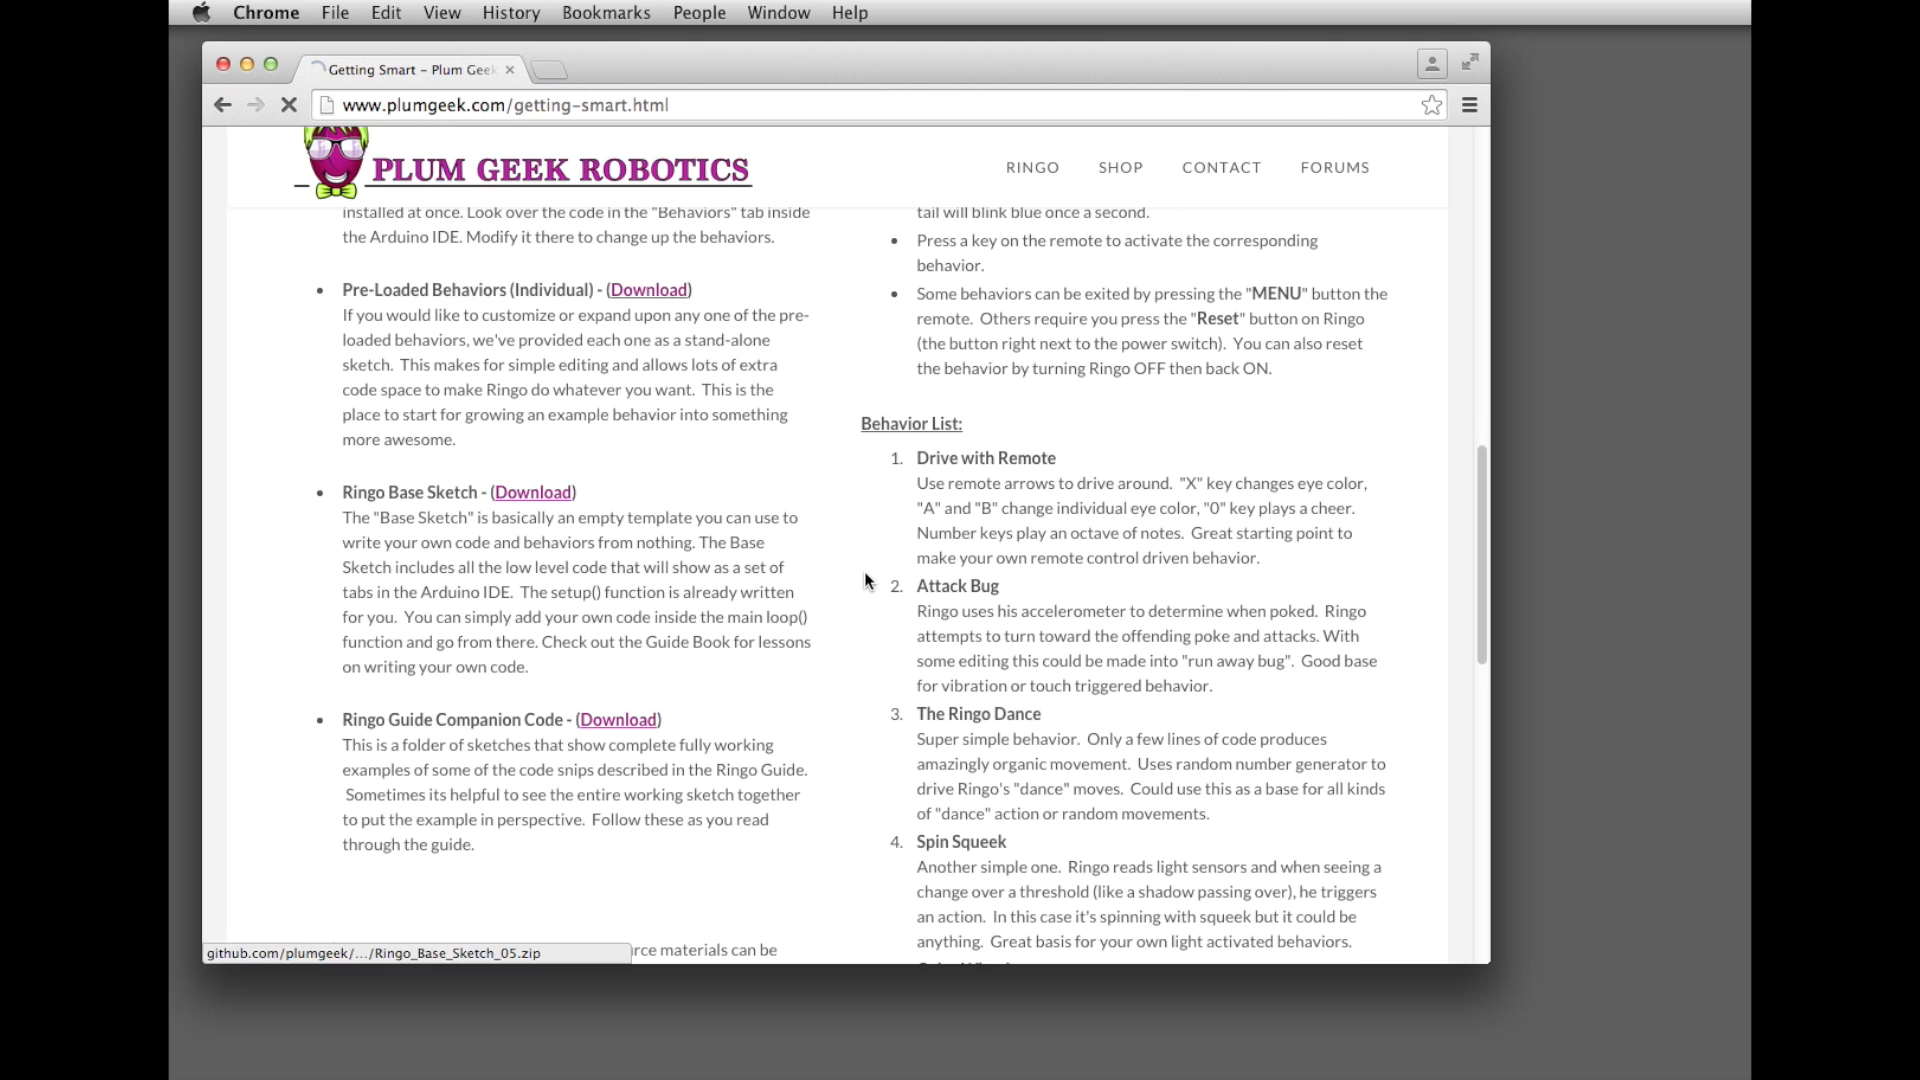 Chrome File Edit View History Bookmarks People Window Help
Getting Smart – Plum Geek
www.plumgeek.com/getting-smart.html
PLUM GEEK ROBOTICS
RINGO SHOP CONTACT FORUMS
installed at once. Look over the code in the "Behaviors" tab inside
the Arduino IDE. Modify it there to change up the behaviors.
Pre-Loaded Behaviors (Individual) - (Download)
If you would like to customize or expand upon any one of the pre-
loaded behaviors, we've provided each one as a stand-alone
sketch.  This makes for simple editing and allows lots of extra
code space to make Ringo do whatever you want.  This is the
place to start for growing an example behavior into something
more awesome.
Ringo Base Sketch - (Download)
The "Base Sketch" is basically an empty template you can use to
write your own code and behaviors from nothing. The Base
Sketch includes all the low level code that will show as a set of
tabs in the Arduino IDE.  The setup() function is already written
for you.  You can simply add your own code inside the main loop()
function and go from there. Check out the Guide Book for lessons
on writing your own code.
Ringo Guide Companion Code - (Download)
This is a folder of sketches that show complete fully working
examples of some of the code snips described in the Ringo Guide.
Sometimes its helpful to see the entire working sketch together
to put the example in perspective.  Follow these as you read
through the guide.
rce materials can be
github.com/plumgeek/.../Ringo_Base_Sketch_05.zip
tail will blink blue once a second.
Press a key on the remote to activate the corresponding
behavior.
Some behaviors can be exited by pressing the "MENU" button the
remote.  Others require you press the "Reset" button on Ringo
(the button right next to the power switch).  You can also reset
the behavior by turning Ringo OFF then back ON.
Behavior List:
1. Drive with Remote
Use remote arrows to drive around.  "X" key changes eye color,
"A" and "B" change individual eye color, "0" key plays a cheer.
Number keys play an octave of notes.  Great starting point to
make your own remote control driven behavior.
2. Attack Bug
Ringo uses his accelerometer to determine when poked.  Ringo
attempts to turn toward the offending poke and attacks. With
some editing this could be made into "run away bug".  Good base
for vibration or touch triggered behavior.
3. The Ringo Dance
Super simple behavior.  Only a few lines of code produces
amazingly organic movement.  Uses random number generator to
drive Ringo's "dance" moves.  Could use this as a base for all kinds
of "dance" action or random movements.
4. Spin Squeek
Another simple one.  Ringo reads light sensors and when seeing a
change over a threshold (like a shadow passing over), he triggers
an action.  In this case it's spinning with squeek but it could be
anything.  Great basis for your own light activated behaviors.